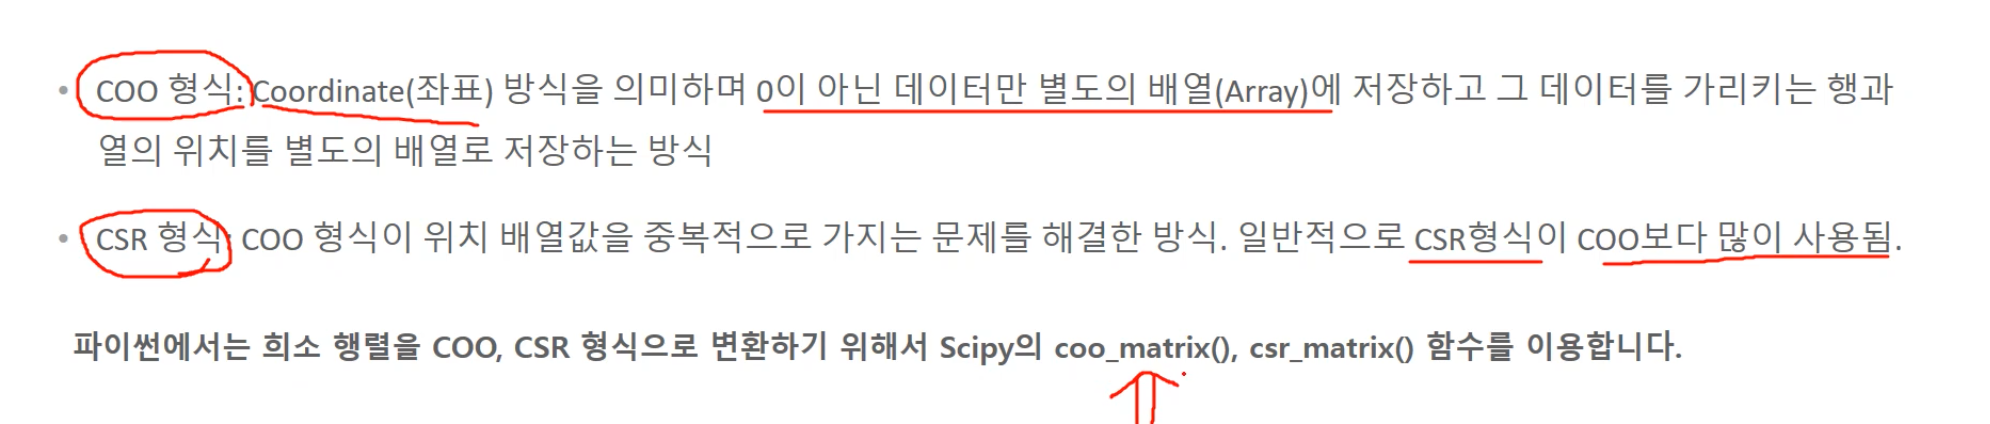 • COO 형식: Coordinate(좌표) 방식을 의미하며 0이 아닌 데이터만 별도의 배열(Array)에 저장하고 그 데이터를 가리키는 행과
열의 위치를 별도의 배열로 저장하는 방식
• CSR 형식: COO 형식이 위치 배열값을 중복적으로 가지는 문제를 해결한 방식. 일반적으로 CSR형식이 COO보다 많이 사용됨.
파이썬에서는 희소 행렬을 COO, CSR 형식으로 변환하기 위해서 Scipy의 coo_matrix(), csr_matrix() 함수를 이용합니다.